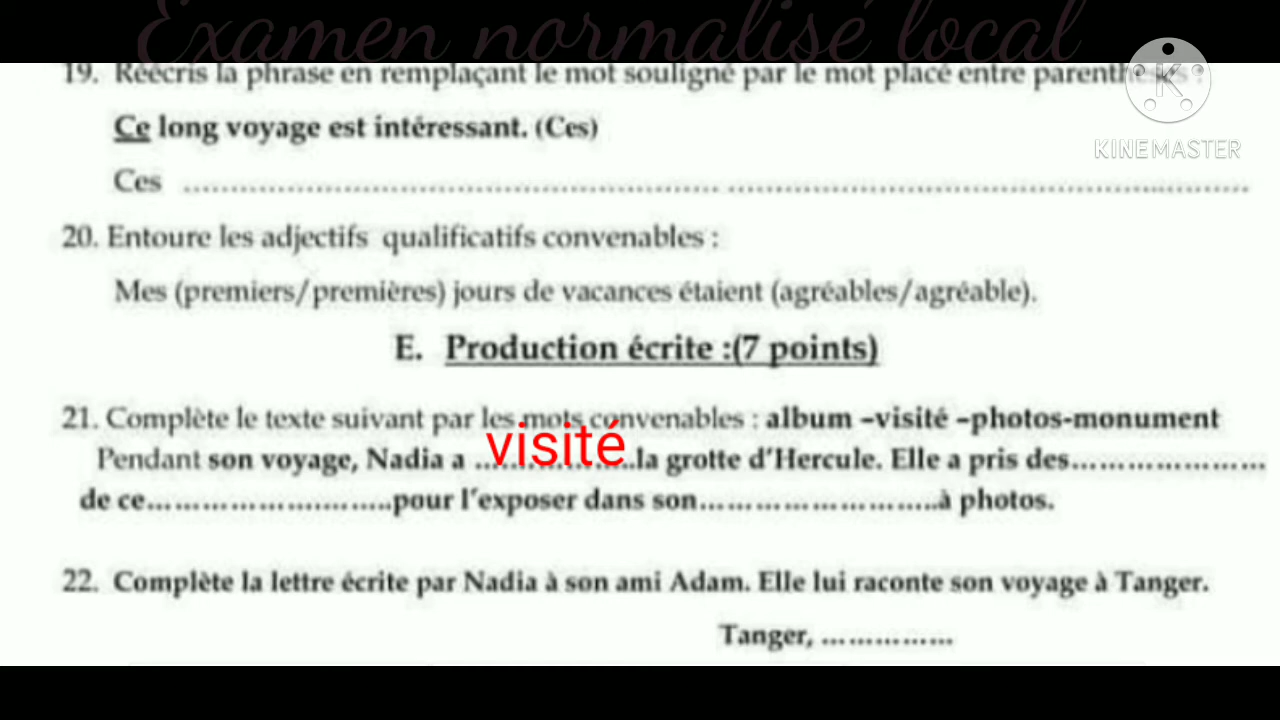 Examen normalisé local
19. Réécris la phrase en remplaçant le mot souligné par le mot placé entre parenthèses :
KINEMASTER
Ce long voyage est intéressant. (Ces)
Ces ……………………………………………… ………………………………………………
20. Entoure les adjectifs qualificatifs convenables :
Mes (premiers/premières) jours de vacances étaient (agréables/agréable).
E. Production écrite :(7 points)
21. Complète le texte suivant par les mots convenables : album –visité –photos-monument
Pendant son voyage, Nadia a ...visité...la grotte d’Hercule. Elle a pris des…………………
de ce……………………..pour l’exposer dans son……………………..à photos.
22. Complète la lettre écrite par Nadia à son ami Adam. Elle lui raconte son voyage à Tanger.
Tanger, ……………